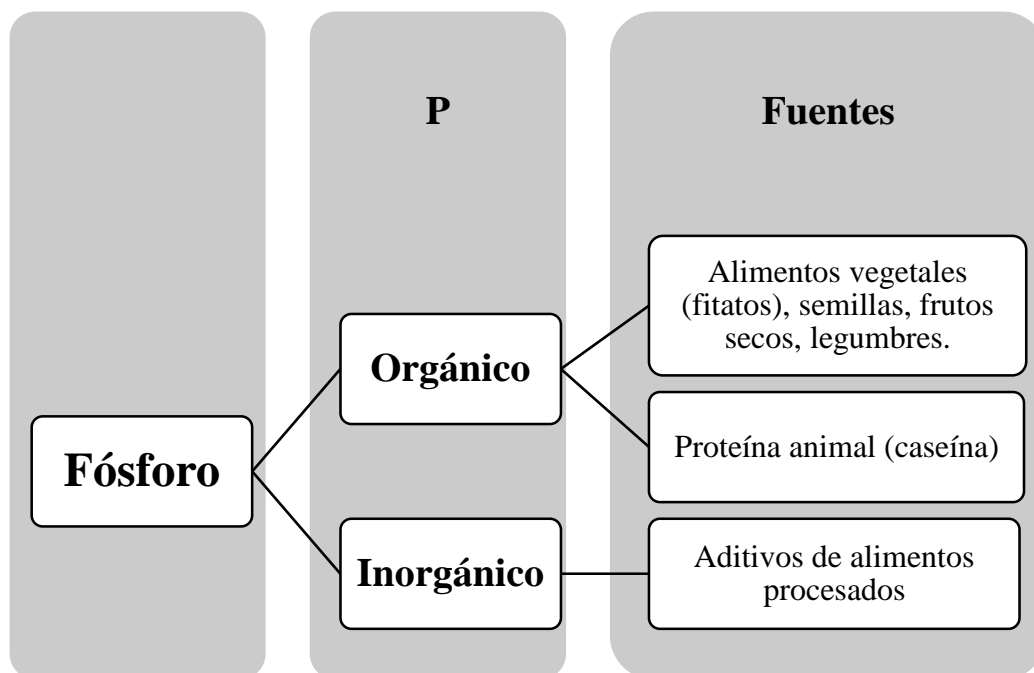 P
Fuentes
Fósforo
Orgánico
Inorgánico
Alimentos vegetales
(fitatos), semillas, frutos
secos, legumbres.
Proteína animal (caseína)
Aditivos de alimentos
procesados